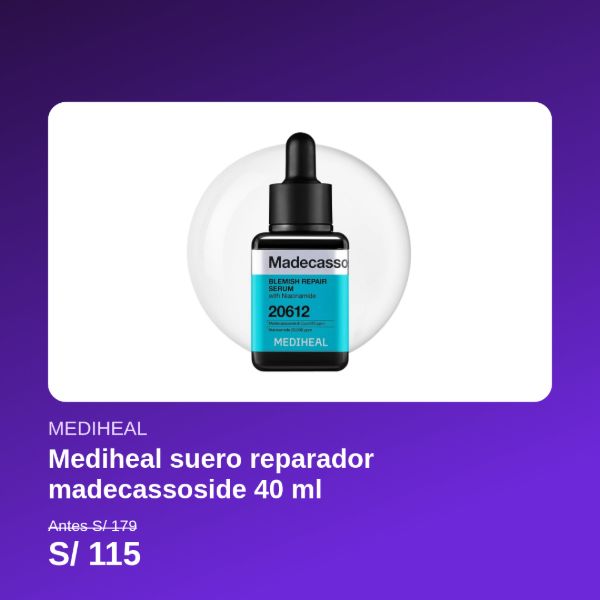 Madecasso
BLEMISH REPAIR
SERUM
with Niacinamide
20612
MEDIHEAL
MEDIHEAL
Mediheal suero reparador
madecassoside 40 ml
Antes S/ 179
S/ 115